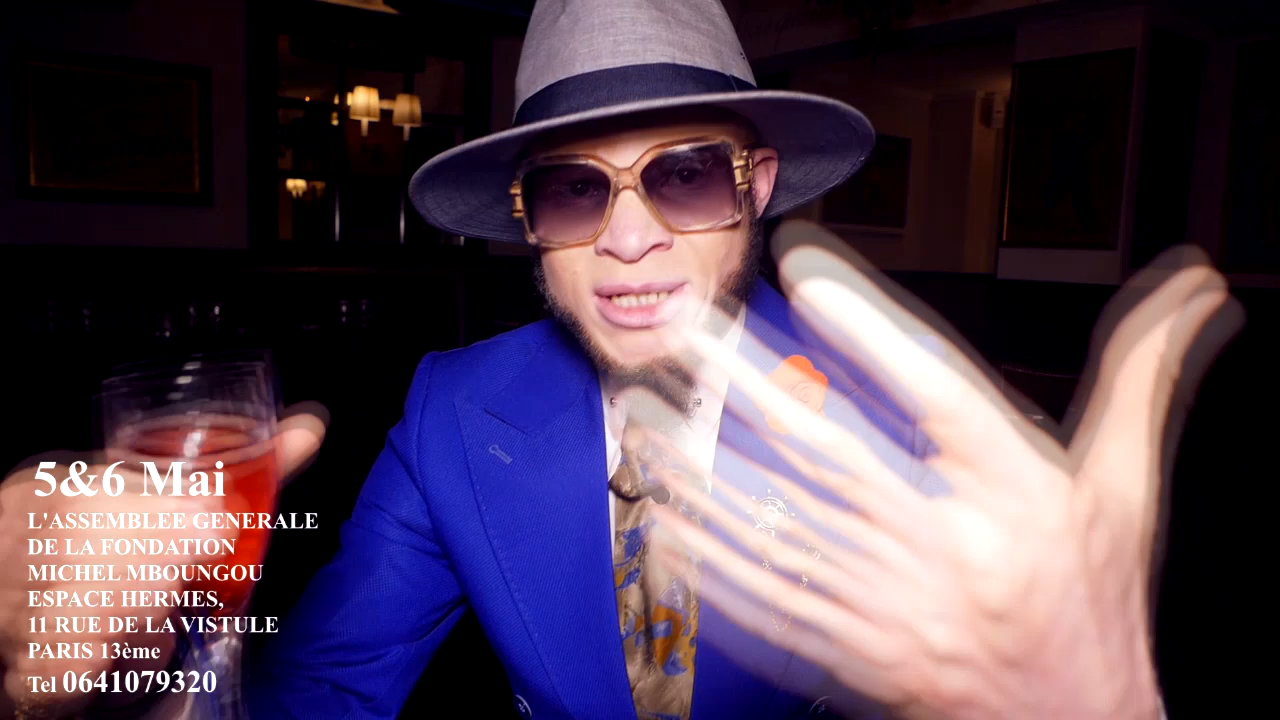 5&6 Mai
L'ASSEMBLEE GENERALE
DE LA FONDATION
MICHEL MBOUNGOU
ESPACE HERMES,
11 RUE DE LA VISTULE
PARIS 13ème
Tel 0641079320